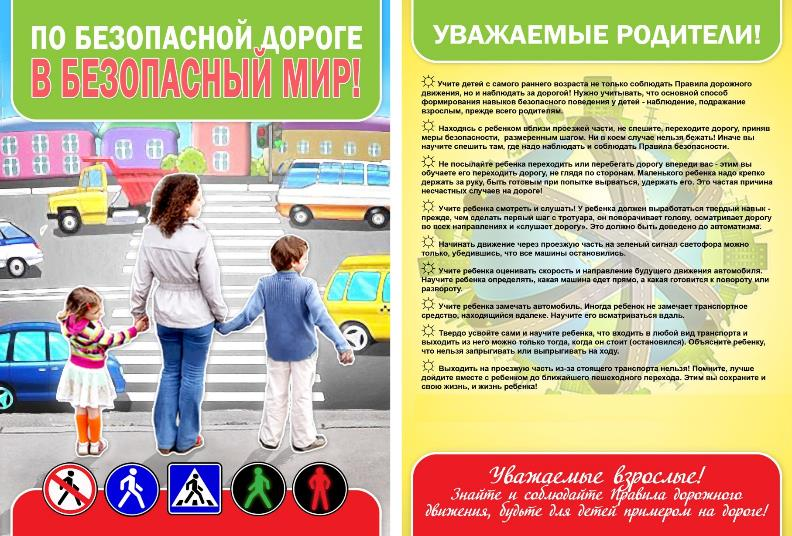 ПО БЕЗОПАСНОЙ ДОРОГЕ
В БЕЗОПАСНЫЙ МИР!
УВАЖАЕМЫЕ РОДИТЕЛИ!
Учите детей с самого раннего возраста не только соблюдать Правила дорожного
движения, но и наблюдать за дорогой! Нужно учитывать, что основной способ
формирования навыков безопасного поведения у детей - наблюдение, подражание
взрослым, прежде всего родителям.
Находясь с ребенком вблизи проезжей части, не спешите, переходите дорогу, приняв
меры безопасности, размеренным шагом. Ни в коем случае нельзя бежать! Иначе вы
научите спешить там, где надо наблюдать и соблюдать Правила безопасности.
Не посылайте ребенка переходить или перебегать дорогу впереди вас - этим вы
обучаете его переходить дорогу, не глядя по сторонам. Маленького ребенка надо крепко
держать за руку, быть готовым при попытке вырваться, удержать его. Это частая причина
несчастных случаев на дороге!
Учите ребенка смотреть и слушать! У ребенка должен выработаться твердый навык -
прежде, чем сделать первый шаг с тротуара, он поворачивает голову, осматривает дорогу
во всех направлениях и «слушает дорогу». Это должно быть доведено до автоматизма.
Начинать движение через проезжую часть на зеленый сигнал светофора можно
только, убедившись, что все машины остановились.
Учите ребенка оценивать скорость и направление будущего движения автомобиля.
Научите ребенка определять, какая машина едет прямо, а какая готовится к повороту или
развороту.
Учите ребенка замечать автомобиль. Иногда ребенок не замечает транспортное
средство, находящийся вдалеке. Научите его всматриваться вдаль.
Твердо усвойте сами и научите ребенка, что входить в любой вид транспорта и
выходить из него можно только тогда, когда он стоит (остановился). Объясните ребенку,
что нельзя запрыгивать или выпрыгивать на ходу.
Выходить на проезжую часть из-за стоящего транспорта нельзя! Помните, лучше
дойдите вместе с ребенком до ближайшего пешеходного перехода. Этим вы сохраните и
свою жизнь, и жизнь ребенка!
Уважаемые взрослые!
Знайте и соблюдайте Правила дорожного
движения, будьте для детей примером на дороге!